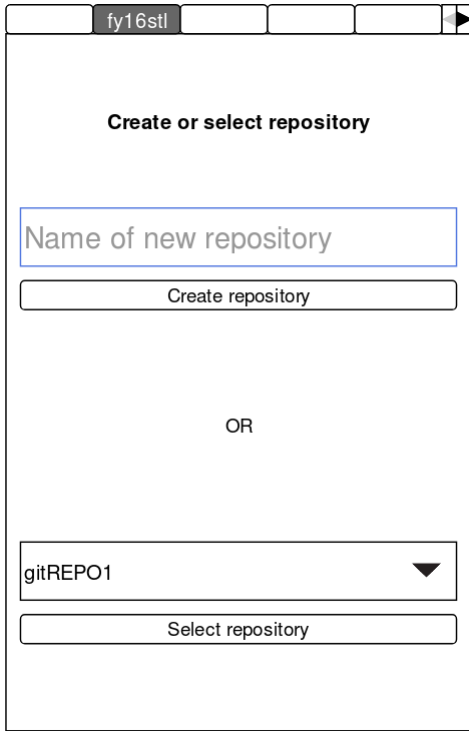 fy16stl
Create or select repository
Name of new repository
Create repository
OR
gitREPO1
Select repository